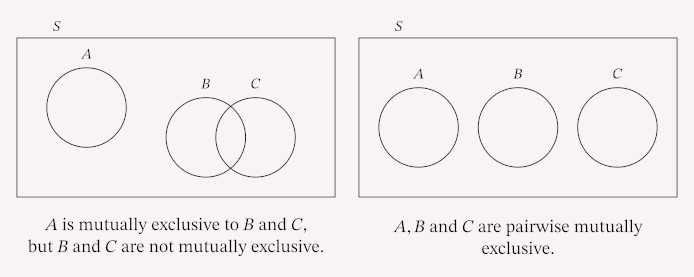 S
A
B
C
A is mutually exclusive to B and C,
but B and C are not mutually exclusive.
S
A
B
C
A, B and C are pairwise mutually
exclusive.